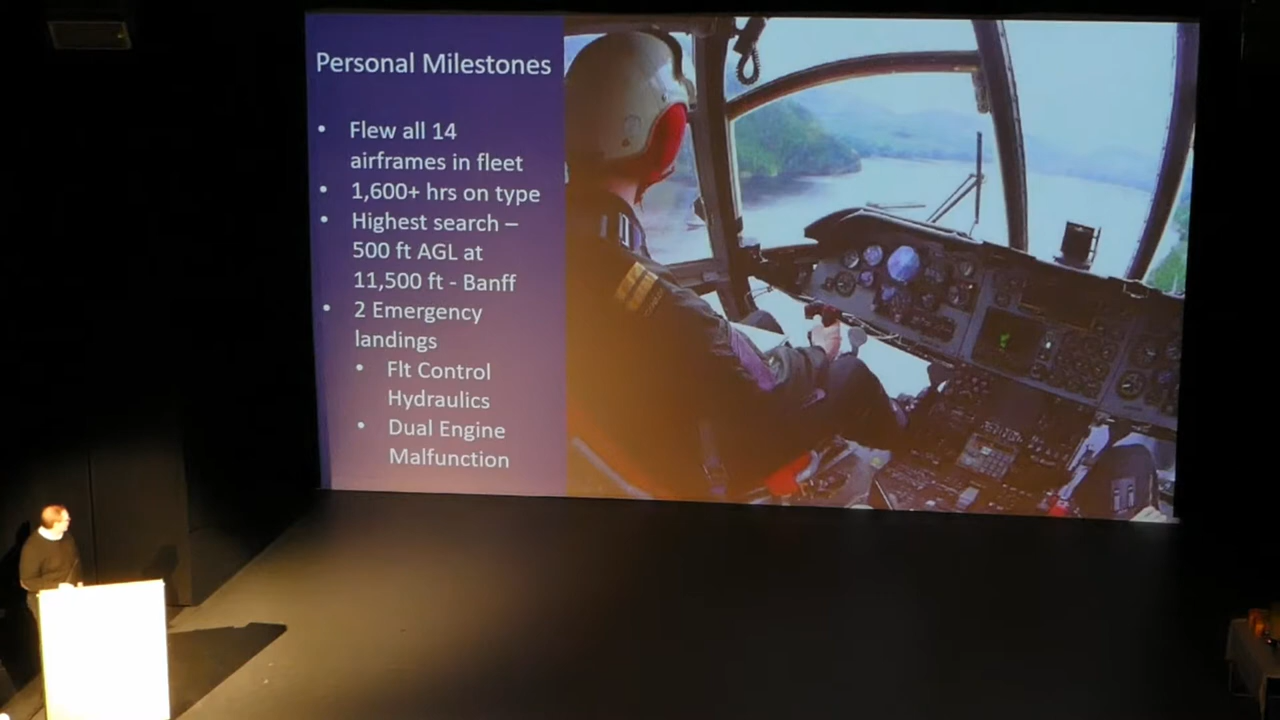 Personal Milestones
• Flew all 14
airframes in fleet
• 1,600+ hrs on type
• Highest search –
500 ft AGL at
11,500 ft - Banff
• 2 Emergency
landings
• Flt Control
Hydraulics
• Dual Engine
Malfunction